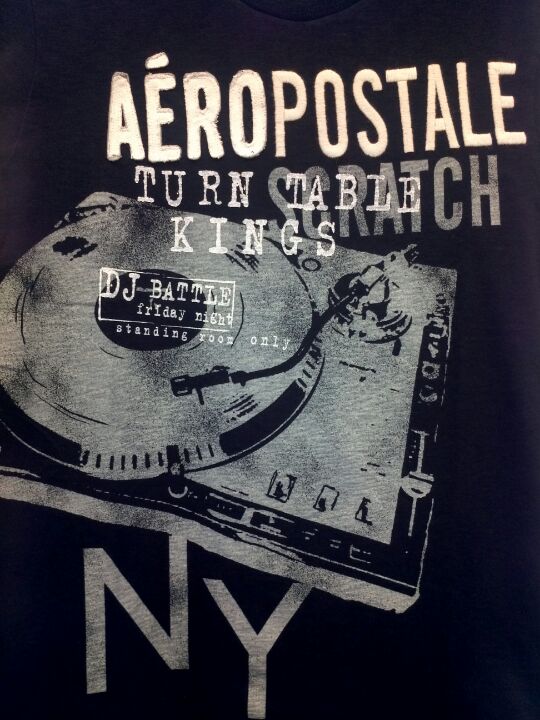 AÉROPOSTALE
SCRATCH
TURN TABLE
KINGS
DJ BATTLE
friday night
standing room only
NY